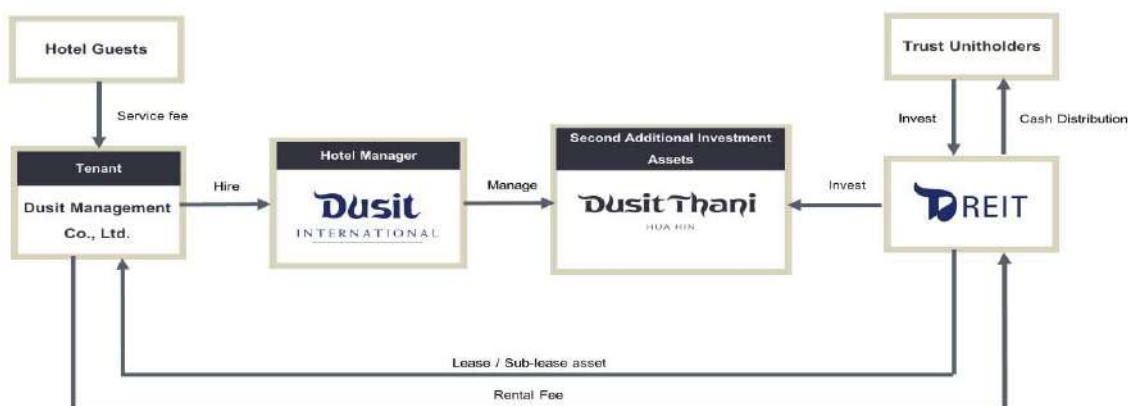 Hotel Guests
Trust Unitholders
Service fee
Invest
Cash Distribution
Tenant
Dusit Management
Co., Ltd.
Hire
Hotel Manager
Dusit
INTERNATIONAL
Manage
Second Additional Investment
Assets
Dusit Thani
HUA HIN
Invest
DREIT
Lease / Sub-lease asset
Rental Fee